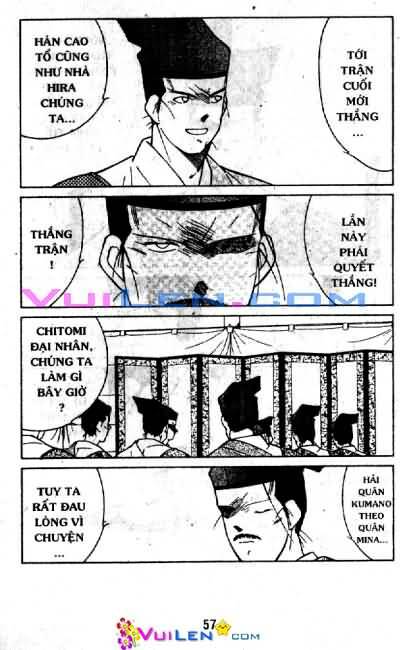 HÁN CAO
TỔ CŨNG
NHƯ NHÀ
HIRA
CHÚNG
TA...
TỚI
TRẬN
CUỐI
MỚI
THẮNG
...
THẮNG
TRẬN
!
LẦN
NÀY
PHẢI
QUYẾT
THẮNG!
VUILEN.COM
CHITOMI
ĐẠI NHÂN,
CHÚNG TA
LÀM GÌ
BÂY GIỜ
?
TUY TA
RẤT ĐAU
LÒNG VÌ
CHUYỆN
...
HẢI
QUÂN
KUMANO
THEO
QUÂN
MINA...
57
VUILEN.COM